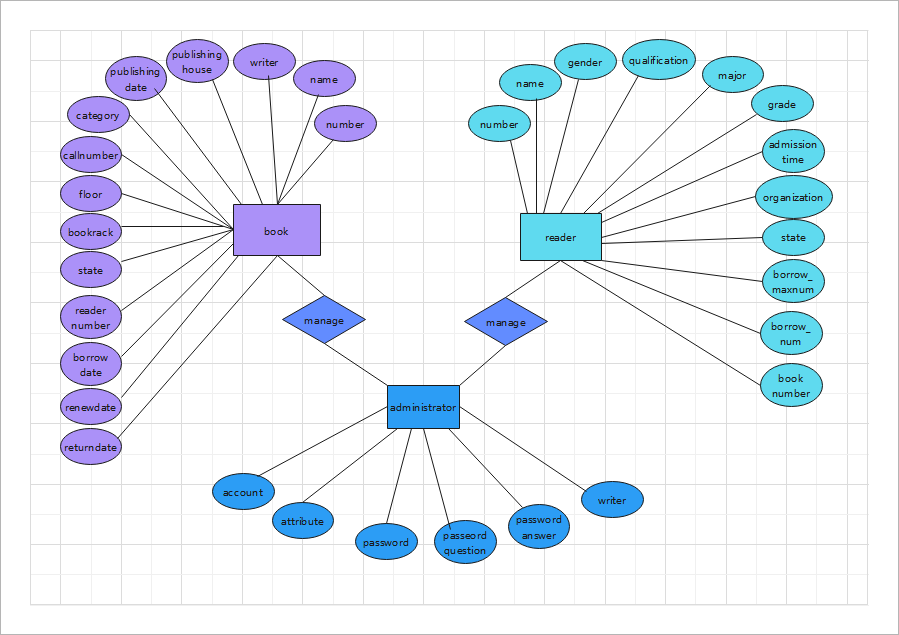 publishing
house
writer
name
number
publishing
date
category
callnumber
floor
bookrack
state
reader
number
borrow
date
renewdate
returndate
book
number
name
gender
qualification
major
grade
admission
time
organization
state
borrow_
maxnum
borrow_
num
book
number
reader
manage
manage
administrator
account
attribute
password
passeord
question
password
answer
writer